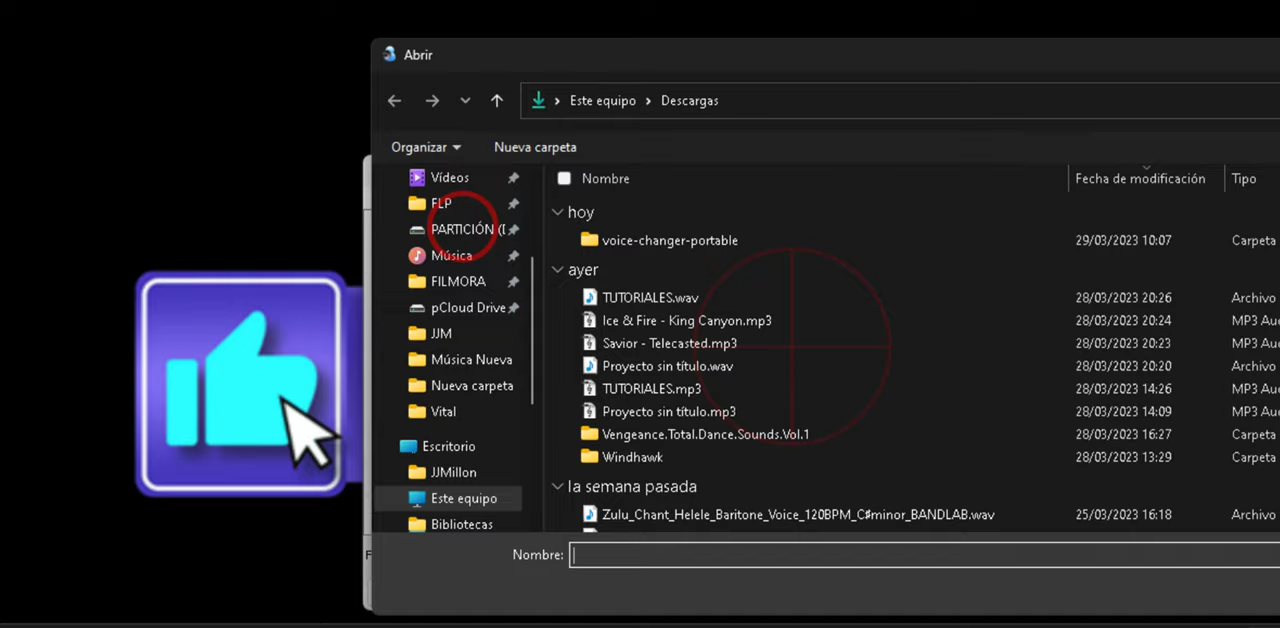 Abrir
Este equipo > Descargas
Organizar
Nueva carpeta
Vídeos
FLP
PARTICIÓN (
Música
FILMORA
pCloud Drive
JJM
Música Nueva
Nueva carpeta
Vital
Escritorio
JJMillon
Este equipo
Bibliotecas
Nombre Fecha de modificación Tipo
hoy
voice-changer-portable 29/03/2023 10:07 Carpeta
ayer
TUTORIALES.wav 28/03/2023 20:26 Archivo
Ice & Fire - King Canyon.mp3 28/03/2023 20:24 MP3 Au
Savior - Telecasted.mp3 28/03/2023 20:23 MP3 Au
Proyecto sin título.wav 28/03/2023 20:20 Archivo
TUTORIALES.mp3 28/03/2023 14:26 MP3 Au
Proyecto sin título.mp3 28/03/2023 14:09 MP3 Au
Vengeance.Total.Dance.Sounds.Vol.1 28/03/2023 16:27 Carpeta
Windhawk 28/03/2023 13:29 Carpeta
la semana pasada
Zulu_Chant_Helele_Baritone_Voice_120BPM_C#minor_BANDLAB.wav 25/03/2023 16:18 Archivo
Nombre: